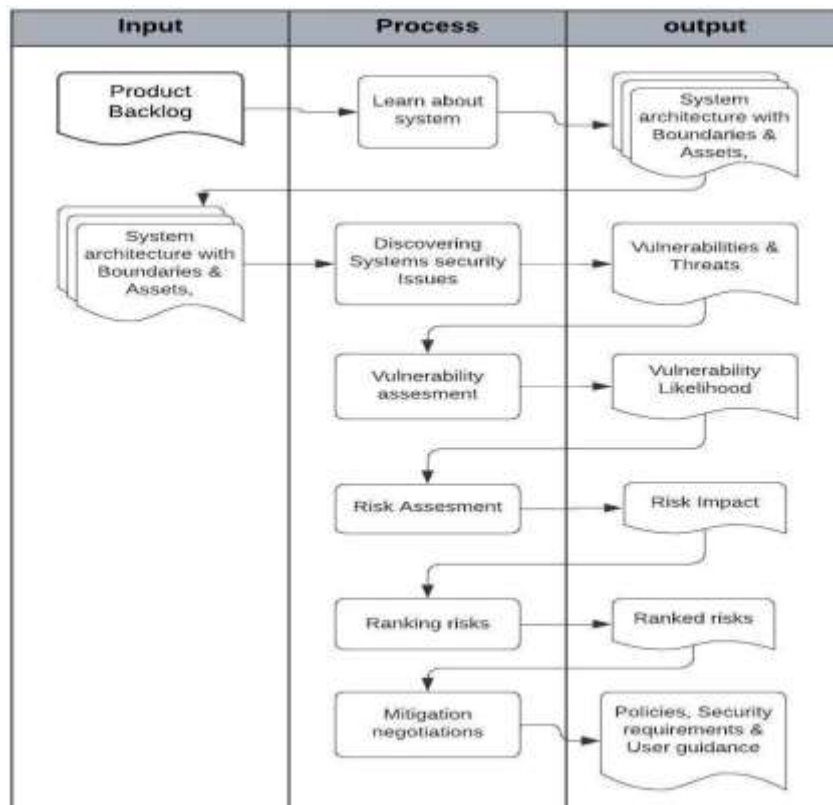 Input
Process
output
Product
Backlog
Learn about
system
System
architecture with
Boundaries &
Assets,
System
architecture with
Boundaries &
Assets,
Discovering
Systems security
Issues
Vulnerabilities &
Threats
Vulnerability
assesment
Vulnerability
Likelihood
Risk Assesment
Risk Impact
Ranking risks
Ranked risks
Mitigation
negotiations
Policies, Security
requirements &
User guidance